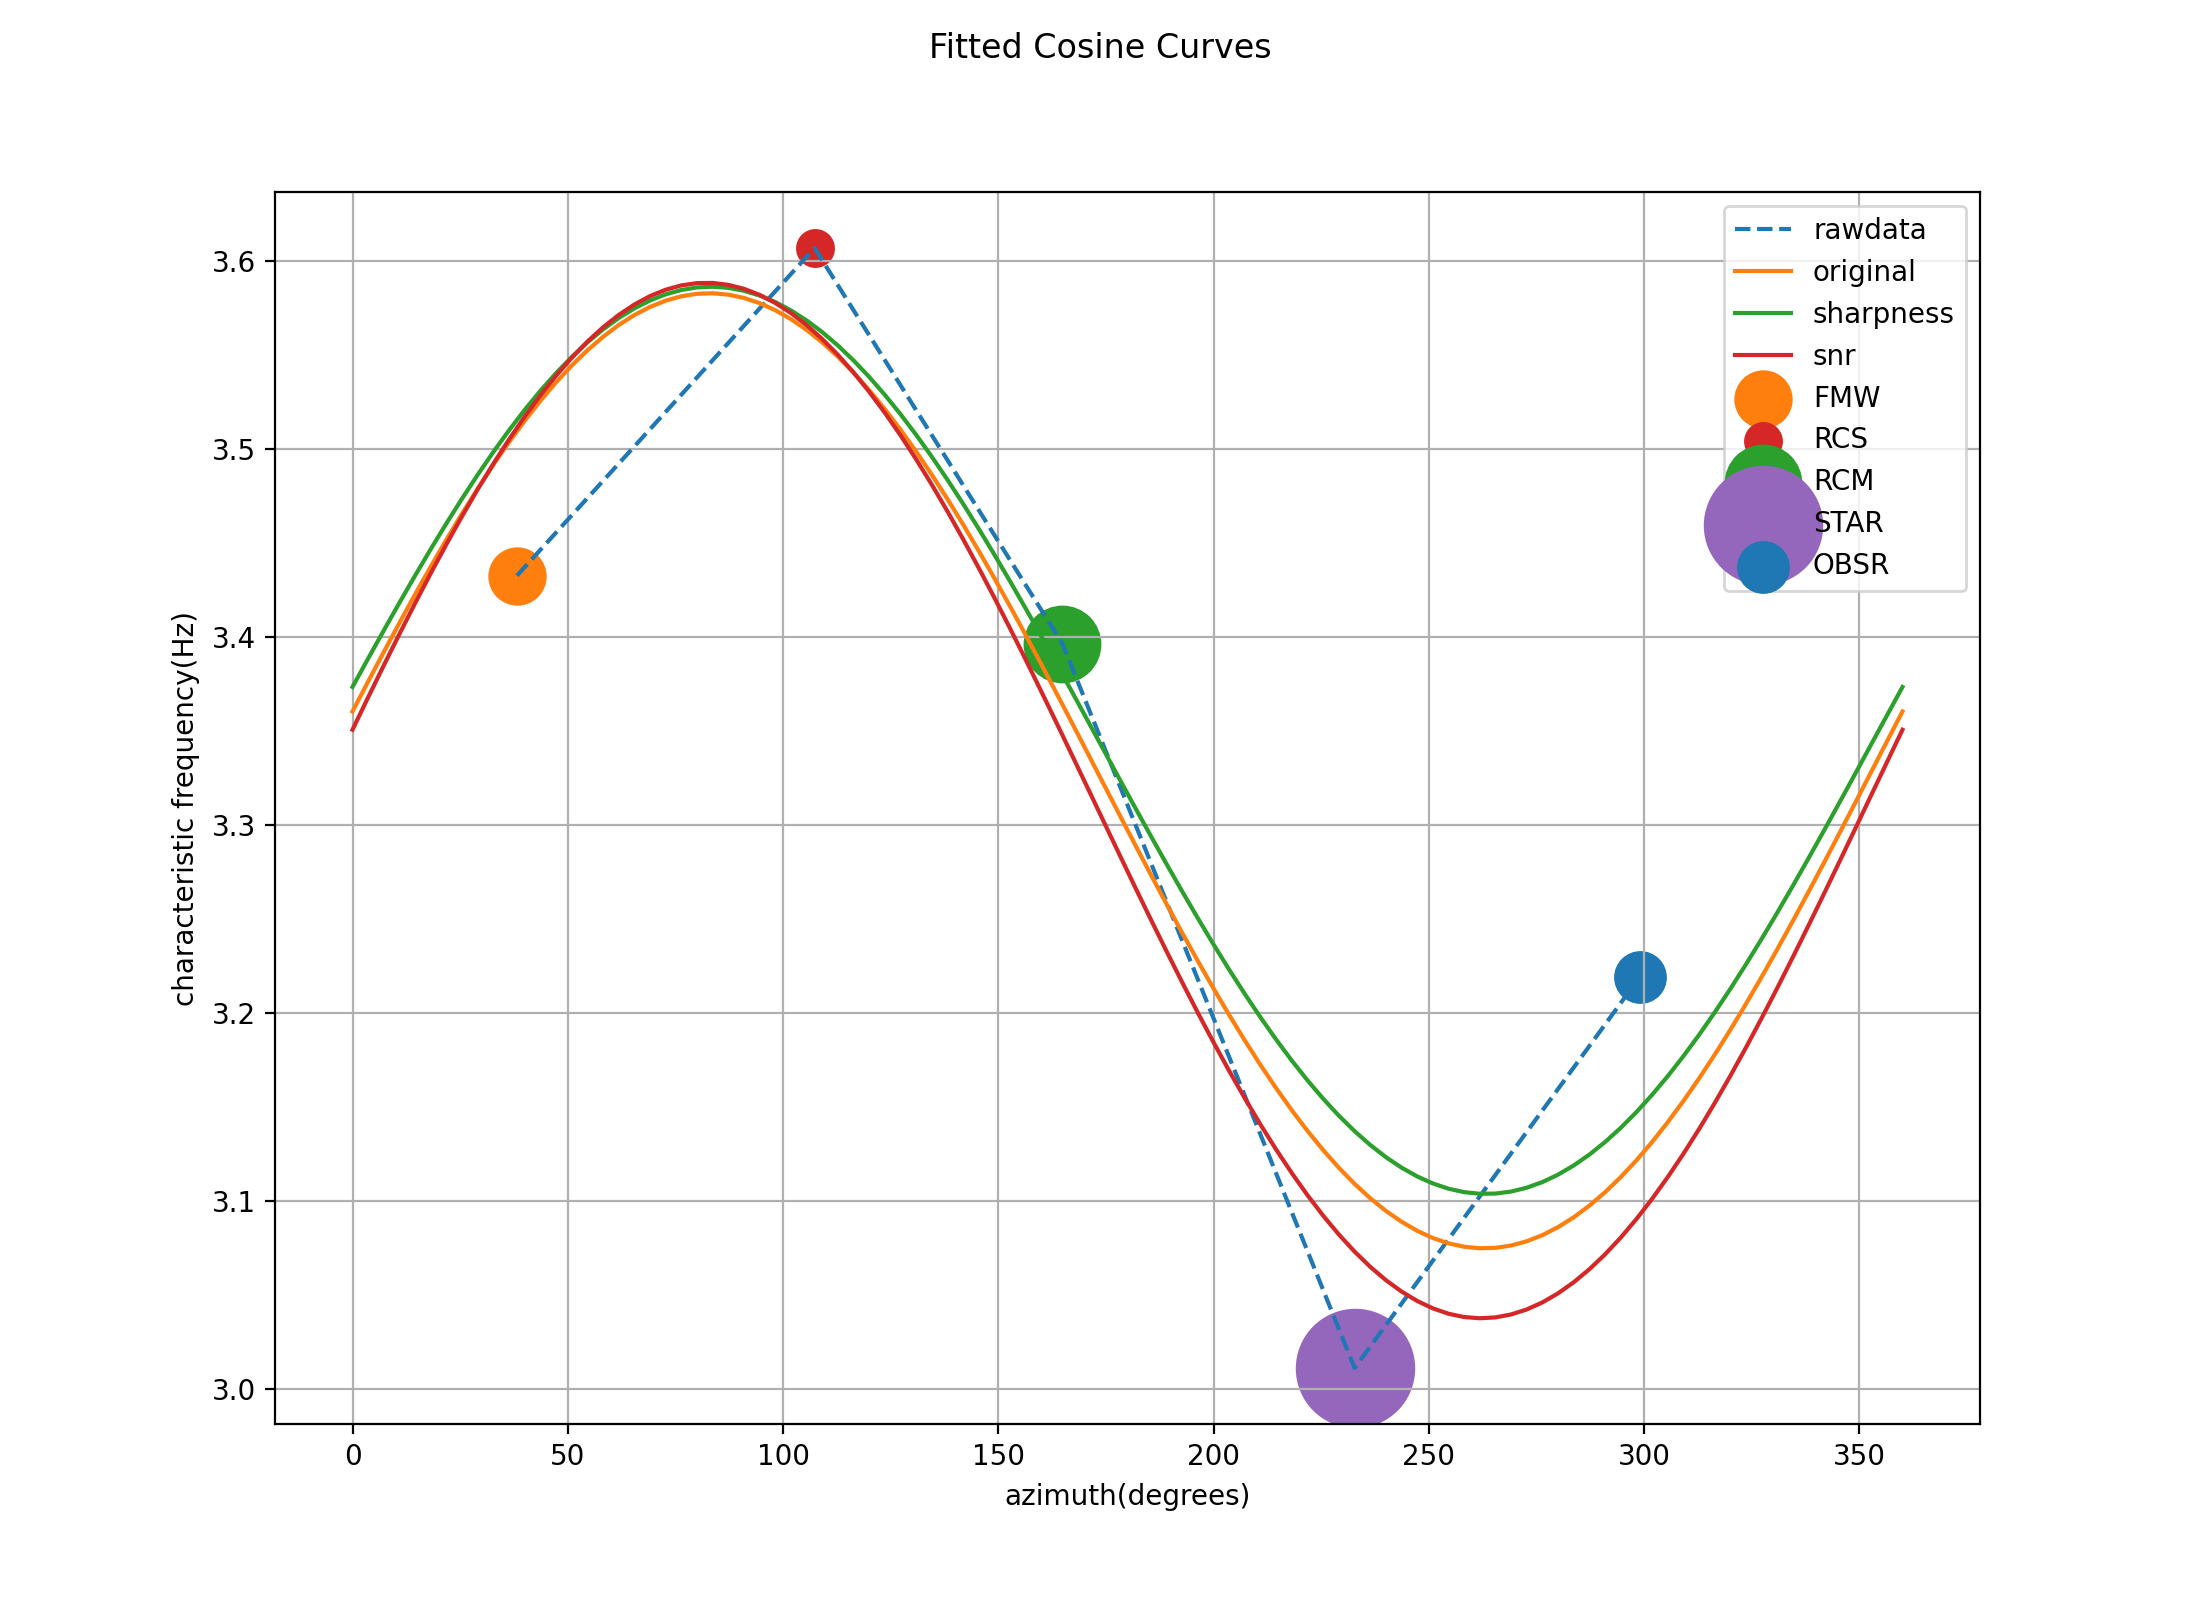 Fitted Cosine Curves
rawdata
original
sharpness
snr
FMW
RCS
RCM
STAR
OBSR
characteristic frequency(Hz)
3.6
3.5
3.4
3.3
3.2
3.1
3.0
0 50 100 150 200 250 300 350
azimuth(degrees)